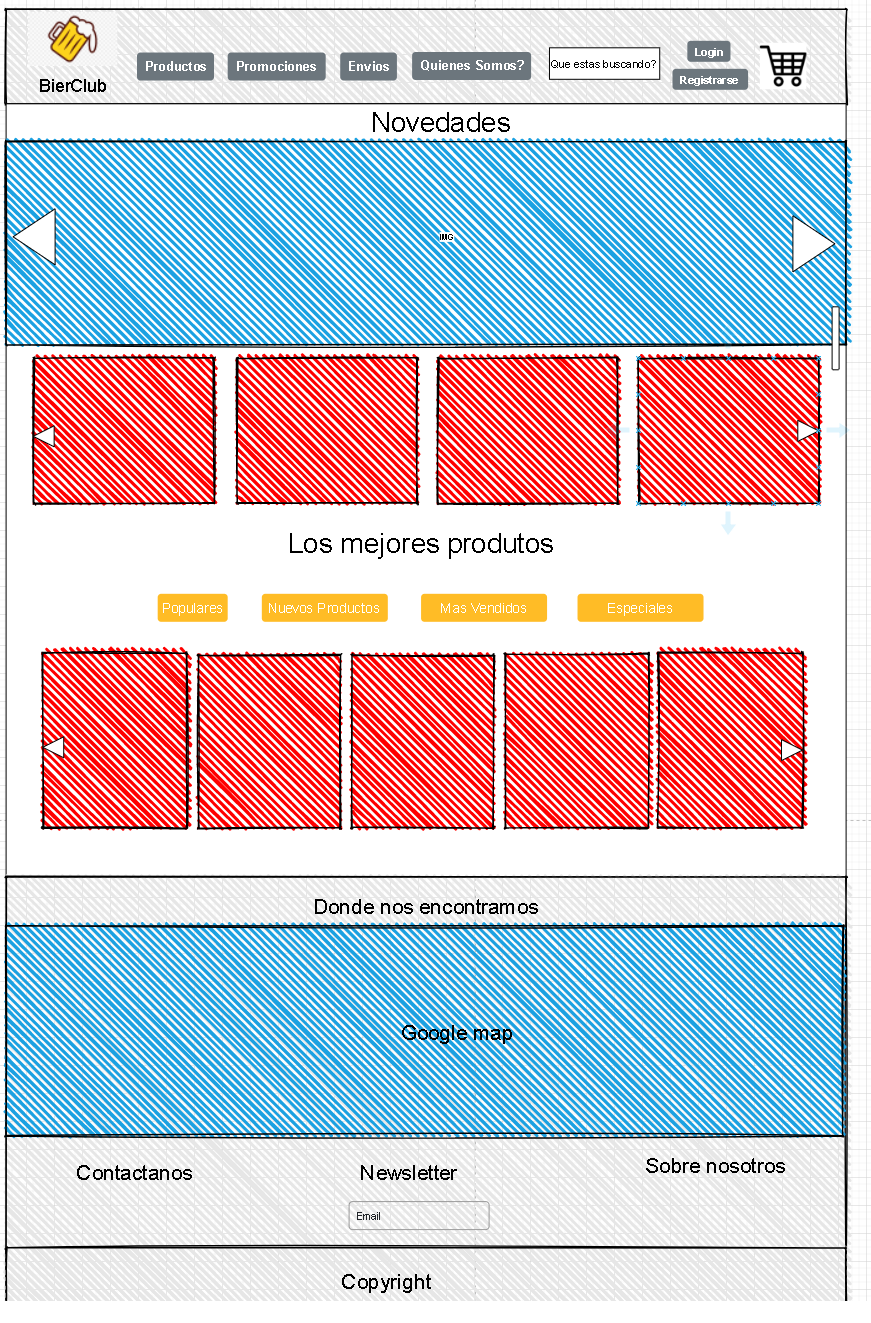 BierClub
Productos
Promociones
Envios
Quienes Somos?
Que estas buscando?
Login
Registrarse
Novedades
IMG
Los mejores produtos
Populares
Nuevos Productos
Mas Vendidos
Especiales
Donde nos encontramos
Google map
Contactanos
Newsletter
Sobre nosotros
Email
Copyright